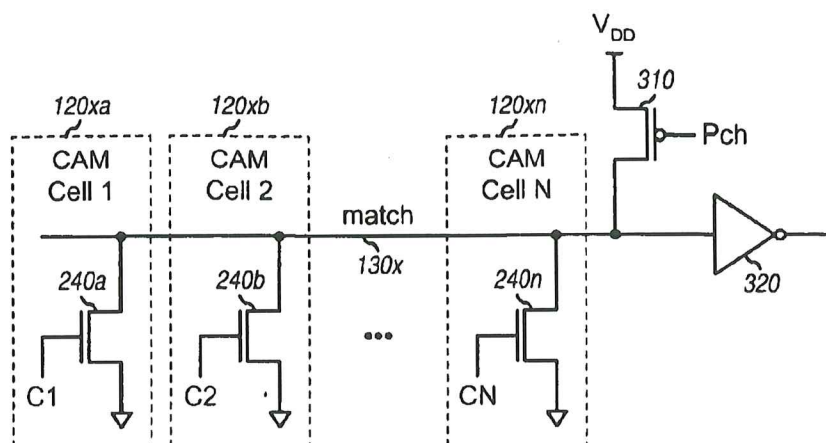 V_DD
310
120xa
120xb
120xn
CAM
Cell 1
CAM
Cell 2
CAM
Cell N
Pch
match
130x
240a
240b
240n
320
...
C1
C2
CN